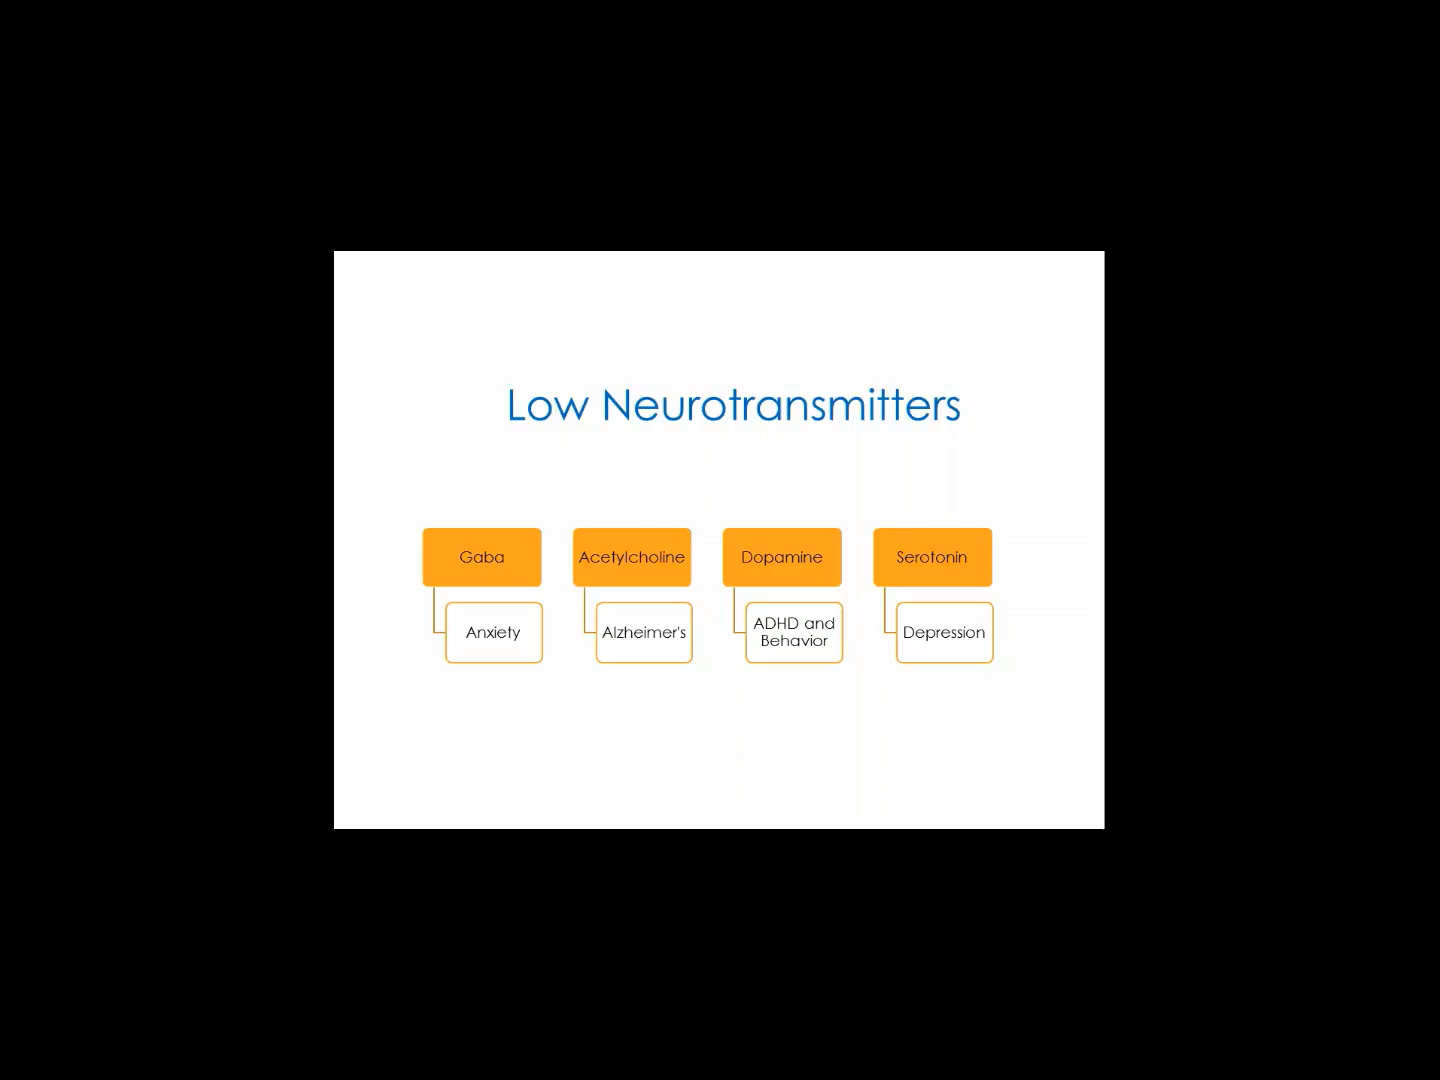 Low Neurotransmitters
Gaba
Acetylcholine
Dopamine
Serotonin
Anxiety
Alzheimer's
ADHD and
Behavior
Depression